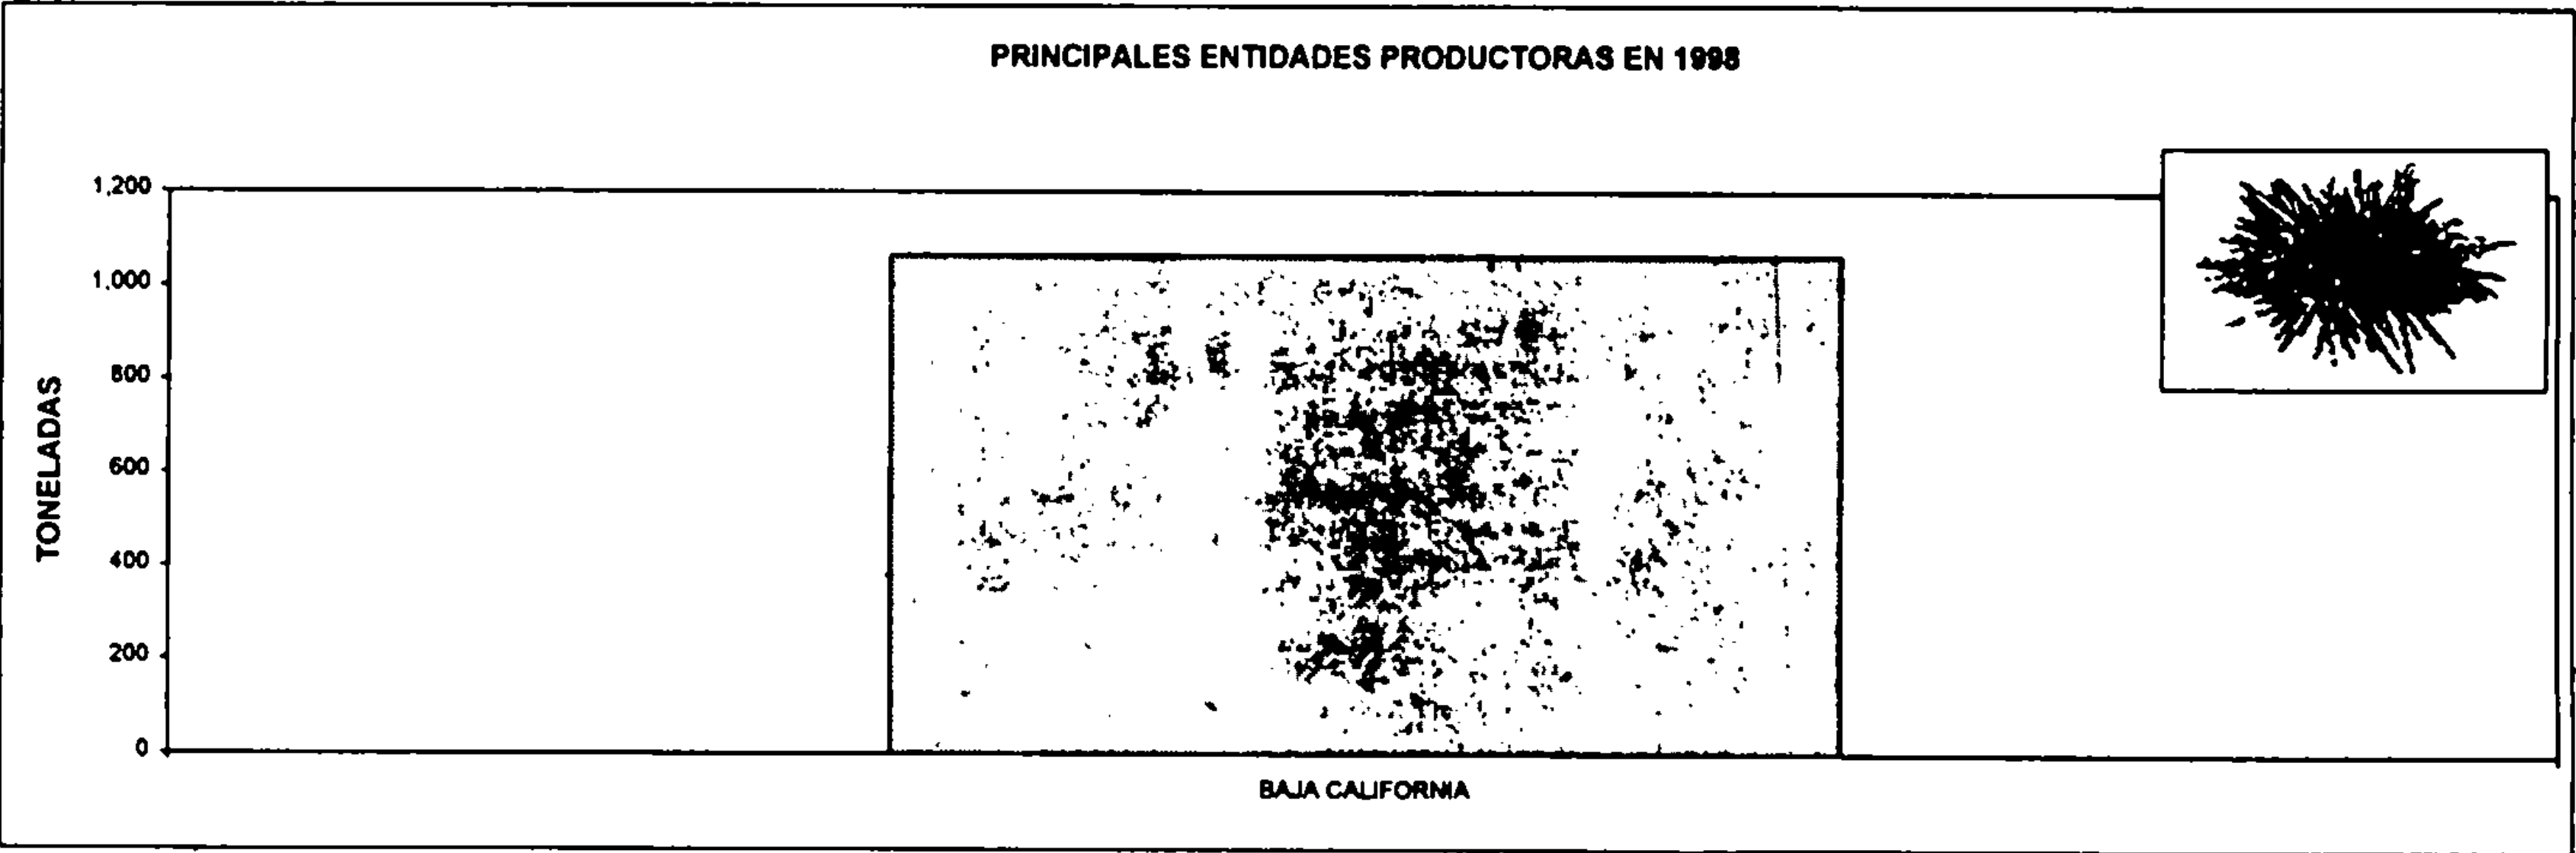 PRINCIPALES ENTIDADES PRODUCTORAS EN 1998
1,200
1,000
800
600
400
200
0
TONELADAS
BAJA CALIFORNIA